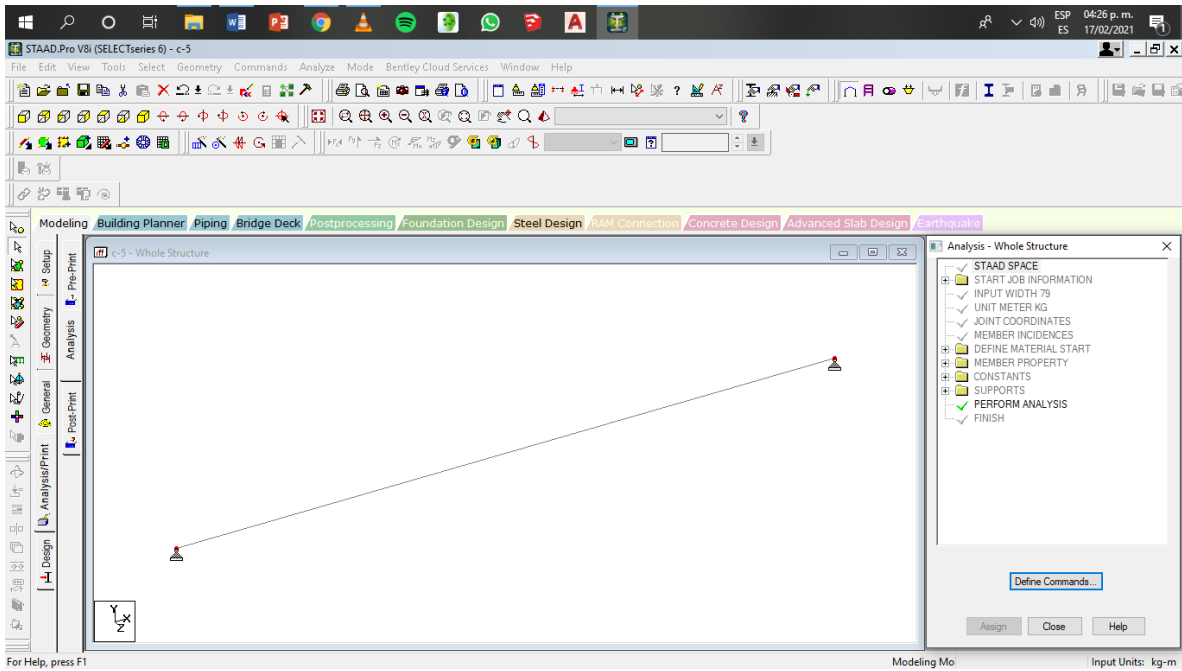 ESP 04:26 p. m.
ES 17/02/2021
STAAD.Pro V8i (SELECTseries 6) - c-5
File Edit View Tools Select Geometry Commands Analyze Mode Bentley Cloud Services Window Help
Modeling Building Planner Piping Bridge Deck Postprocessing Foundation Design Steel Design RAM Connection Concrete Design Advanced Slab Design Earthquake
Setup
Geometry
General
Analysis/Print
Design
Pre-Print
Analysis
Post-Print
c-5 - Whole Structure
Y
X
Z
Analysis - Whole Structure
STAAD SPACE
START JOB INFORMATION
INPUT WIDTH 79
UNIT METER KG
JOINT COORDINATES
MEMBER INCIDENCES
DEFINE MATERIAL START
MEMBER PROPERTY
CONSTANTS
SUPPORTS
PERFORM ANALYSIS
FINISH
Define Commands...
Assign Close Help
For Help, press F1
Modeling Mo
Input Units: kg-m